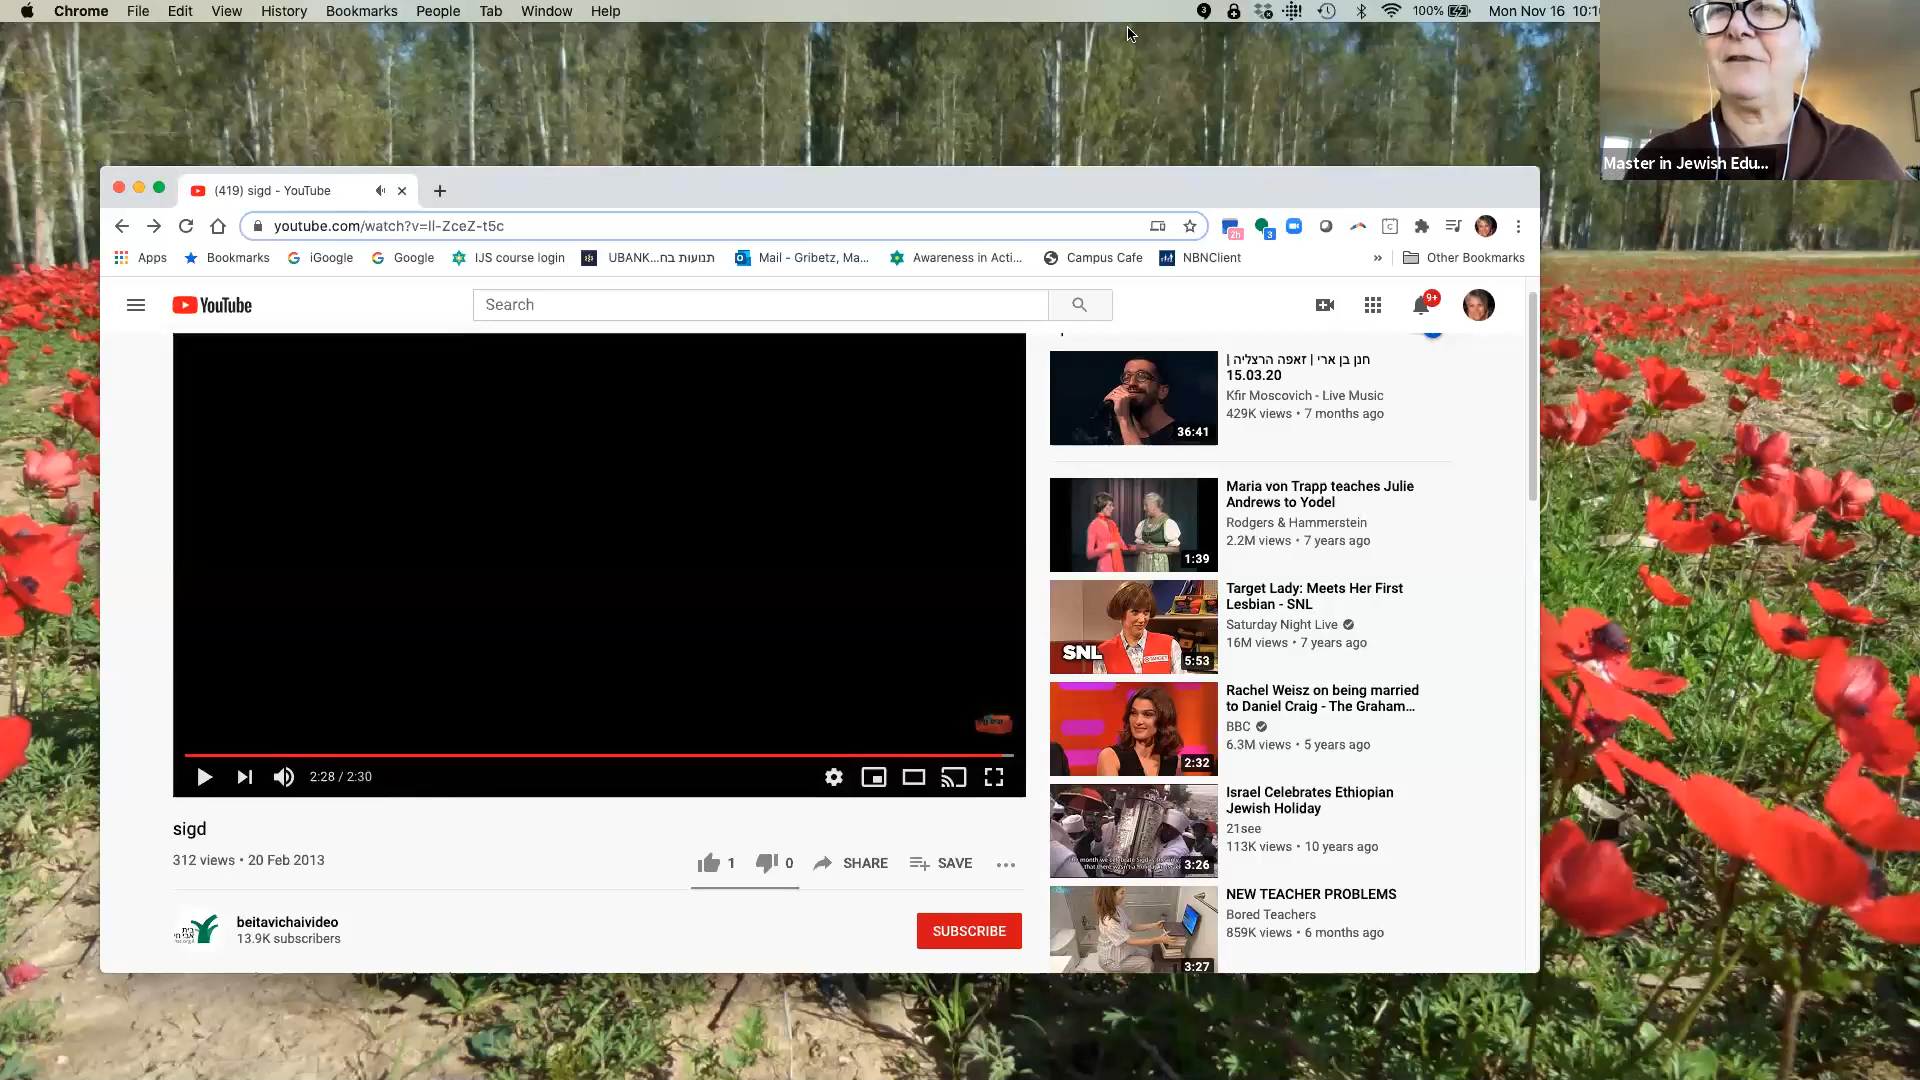 Chrome File Edit View History Bookmarks People Tab Window Help
100% Mon Nov 16 10:1
Master in Jewish Edu...
(419) sigd - YouTube
youtube.com/watch?v=lI-ZceZ-t5c
2h
3
Apps Bookmarks iGoogle Google IJS course login UBANK...תנועות בח Mail - Gribetz, Ma... Awareness in Acti... Campus Cafe NBNClient » Other Bookmarks
YouTube
Search
9+
חנן בן ארי | זאפה הרצליה |
15.03.20
Kfir Moscovich - Live Music
429K views • 7 months ago
36:41
Maria von Trapp teaches Julie
Andrews to Yodel
Rodgers & Hammerstein
2.2M views • 7 years ago
1:39
Target Lady: Meets Her First
Lesbian - SNL
Saturday Night Live
16M views • 7 years ago
SNL
5:53
Rachel Weisz on being married
to Daniel Craig - The Graham...
BBC
6.3M views • 5 years ago
2:32
Israel Celebrates Ethiopian
Jewish Holiday
21see
113K views • 10 years ago
3:26
NEW TEACHER PROBLEMS
Bored Teachers
859K views • 6 months ago
3:27
2:28 / 2:30
sigd
312 views • 20 Feb 2013
1 0 SHARE SAVE
beitavichaivideo
13.9K subscribers
SUBSCRIBE